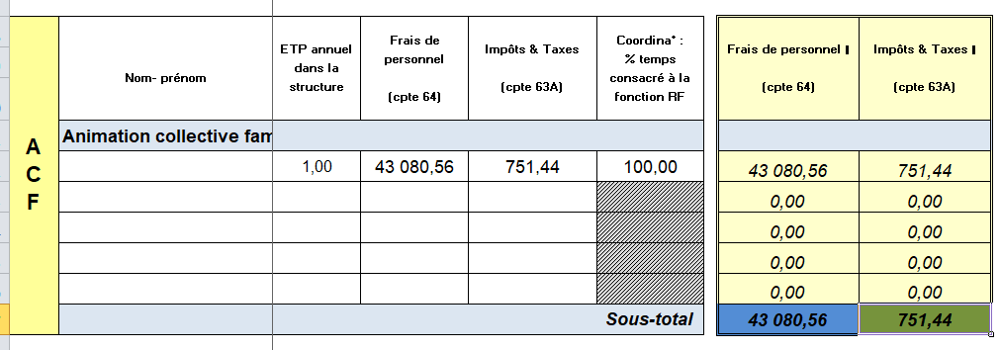 Nom- prénom
ETP annuel
dans la
structure
Frais de
personnel
(cpte 64)
Impôts & Taxes
(cpte 63A)
Coordina° :
% temps
consacré à la
fonction RF
Frais de personnel
(cpte 64)
Impôts & Taxes
(cpte 63A)
A
C
F
Animation collective fam
1,00 43 080,56 751,44 100,00 43 080,56 751,44
0,00 0,00
0,00 0,00
0,00 0,00
0,00 0,00
Sous-total 43 080,56 751,44